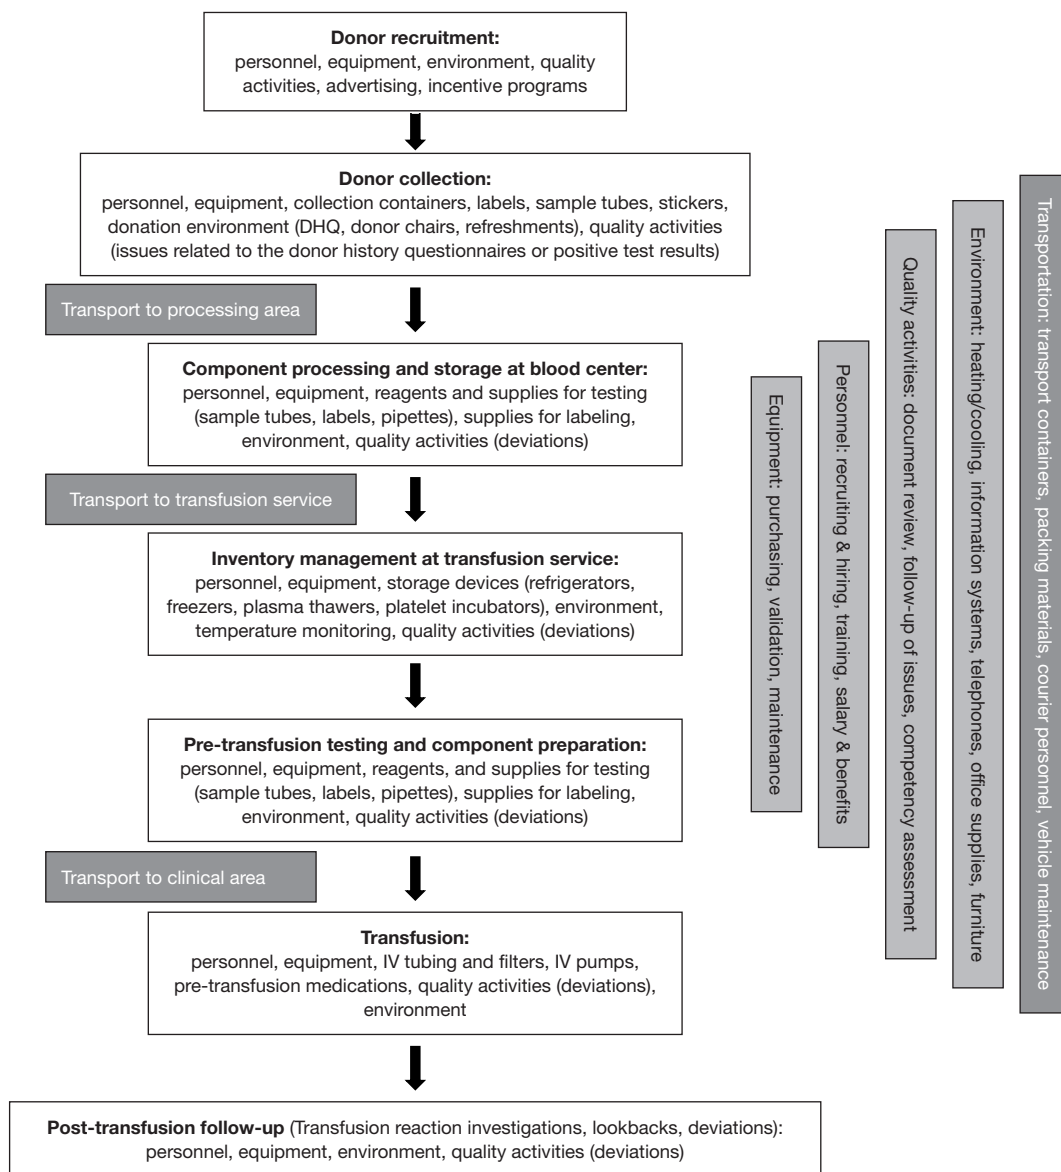 Donor recruitment:
personnel, equipment, environment, quality
activities, advertising, incentive programs
Donor collection:
personnel, equipment, collection containers, labels, sample tubes, stickers,
donation environment (DHQ, donor chairs, refreshments), quality activities
(issues related to the donor history questionnaires or positive test results)
Transport to processing area
Component processing and storage at blood center:
personnel, equipment, reagents and supplies for testing
(sample tubes, labels, pipettes), supplies for labeling,
environment, quality activities (deviations)
Transport to transfusion service
Inventory management at transfusion service:
personnel, equipment, storage devices (refrigerators,
freezers, plasma thawers, platelet incubators), environment,
temperature monitoring, quality activities (deviations)
Pre-transfusion testing and component preparation:
personnel, equipment, reagents, and supplies for testing
(sample tubes, labels, pipettes), supplies for labeling,
environment, quality activities (deviations)
Transport to clinical area
Transfusion:
personnel, equipment, IV tubing and filters, IV pumps,
pre-transfusion medications, quality activities (deviations),
environment
Post-transfusion follow-up (Transfusion reaction investigations, lookbacks, deviations):
personnel, equipment, environment, quality activities (deviations)
Equipment: purchasing, validation, maintenance
Personnel: recruiting & hiring, training, salary & benefits
Quality activities: document review, follow-up of issues, competency assessment
Environment: heating/cooling, information systems, telephones, office supplies, furniture
Transportation: transport containers, packing materials, courier personnel, vehicle maintenance